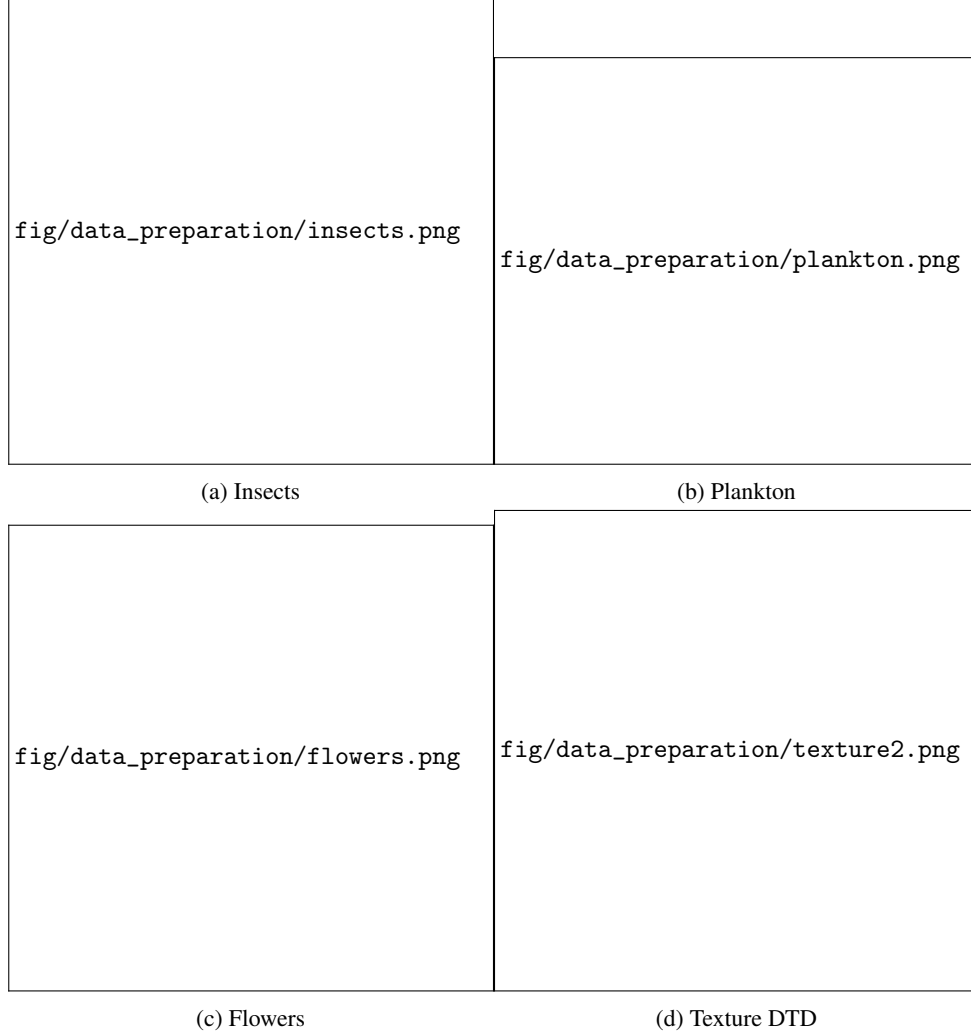 fig/data_preparation/insects.png
fig/data_preparation/plankton.png
(a) Insects
(b) Plankton
fig/data_preparation/flowers.png
fig/data_preparation/texture2.png
(c) Flowers
(d) Texture DTD